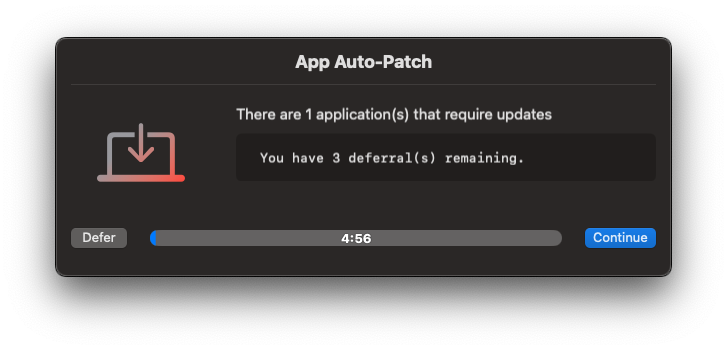 App Auto-Patch
There are 1 application(s) that require updates
You have 3 deferral(s) remaining.
Defer
4:56
Continue